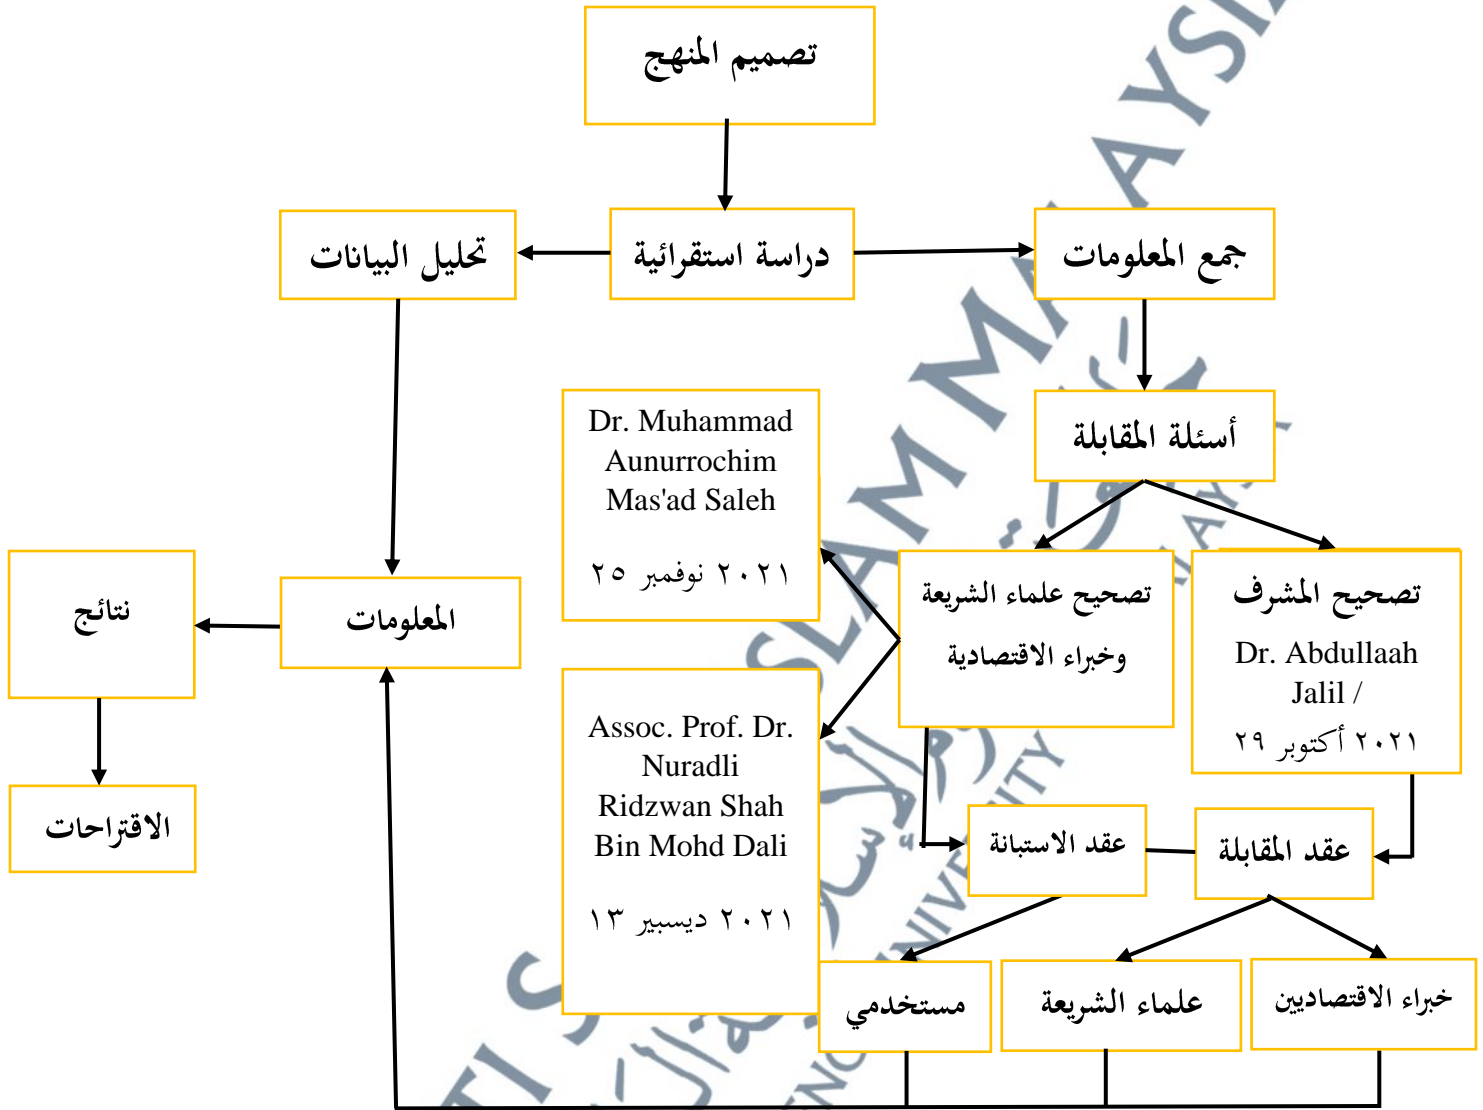 تصميم المنهج
جمع المعلومات
دراسة استقرائية
تحليل البيانات
أسئلة المقابلة
Dr. Muhammad
Aunurrochim
Mas'ad Saleh
٢٠٢١ نوفمبر ٢٥
تصحيح المشرف
Dr. Abdullaah
Jalil /
٢٠٢١ أكتوبر ٢٩
تصحيح علماء الشريعة
وخبراء الاقتصادية
المعلومات
نتائج
Assoc. Prof. Dr.
Nuradli
Ridzwan Shah
Bin Mohd Dali
٢٠٢١ ديسبير ١٣
الاقتراحات
عقد المقابلة
عقد الاستبانة
خبراء الاقتصاديين
علماء الشريعة
مستخدمي